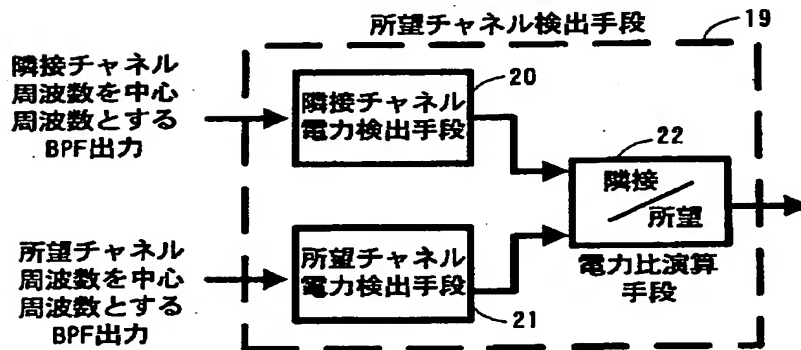 所望チャネル検出手段
19
隣接チャネル
周波数を中心
周波数とする
BPF出力
20
隣接チャネル
電力検出手段
22
隣接
所望
電力比演算
手段
所望チャネル
周波数を中心
周波数とする
BPF出力
所望チャネル
電力検出手段
21